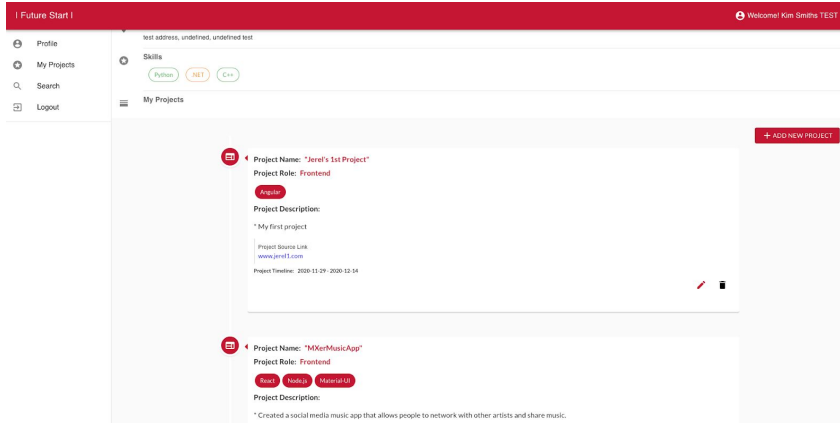 | Future Start |
Welcome! Kim Smiths TEST
Profile
My Projects
Search
Logout
test address, undefined, undefined test
Skills
Python .NET C++
My Projects
+ ADD NEW PROJECT
Project Name: "Jerel's 1st Project"
Project Role: Frontend
Angular
Project Description:
* My first project
Project Source Link
www.jerel1.com
Project Timeline: 2020-11-29 - 2020-12-14
Project Name: "MXerMusicApp"
Project Role: Frontend
React Node.js Material-UI
Project Description:
* Created a social media music app that allows people to network with other artists and share music.